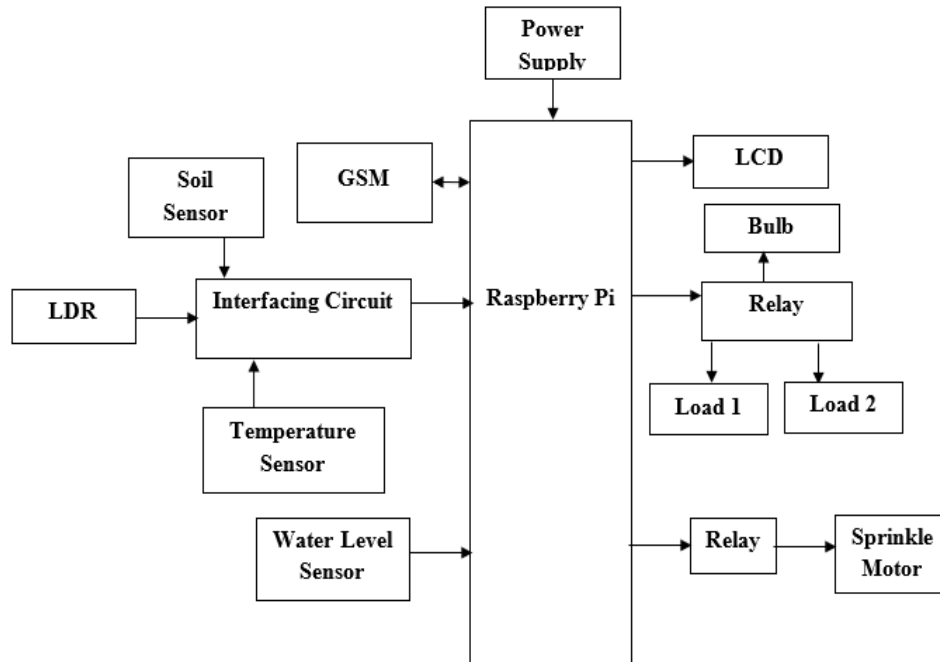 Power
Supply
GSM
LCD
Soil
Sensor
Bulb
LDR
Interfacing Circuit
Raspberry Pi
Relay
Load 1
Load 2
Temperature
Sensor
Water Level
Sensor
Relay
Sprinkle
Motor